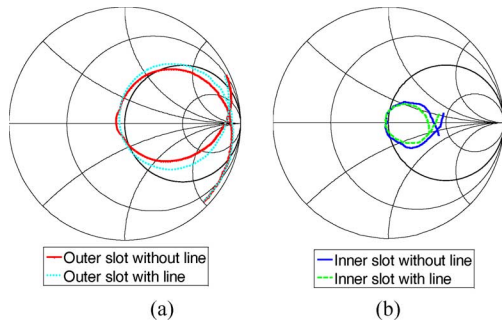 Outer slot without line
Outer slot with line
(a)
Inner slot without line
Inner slot with line
(b)